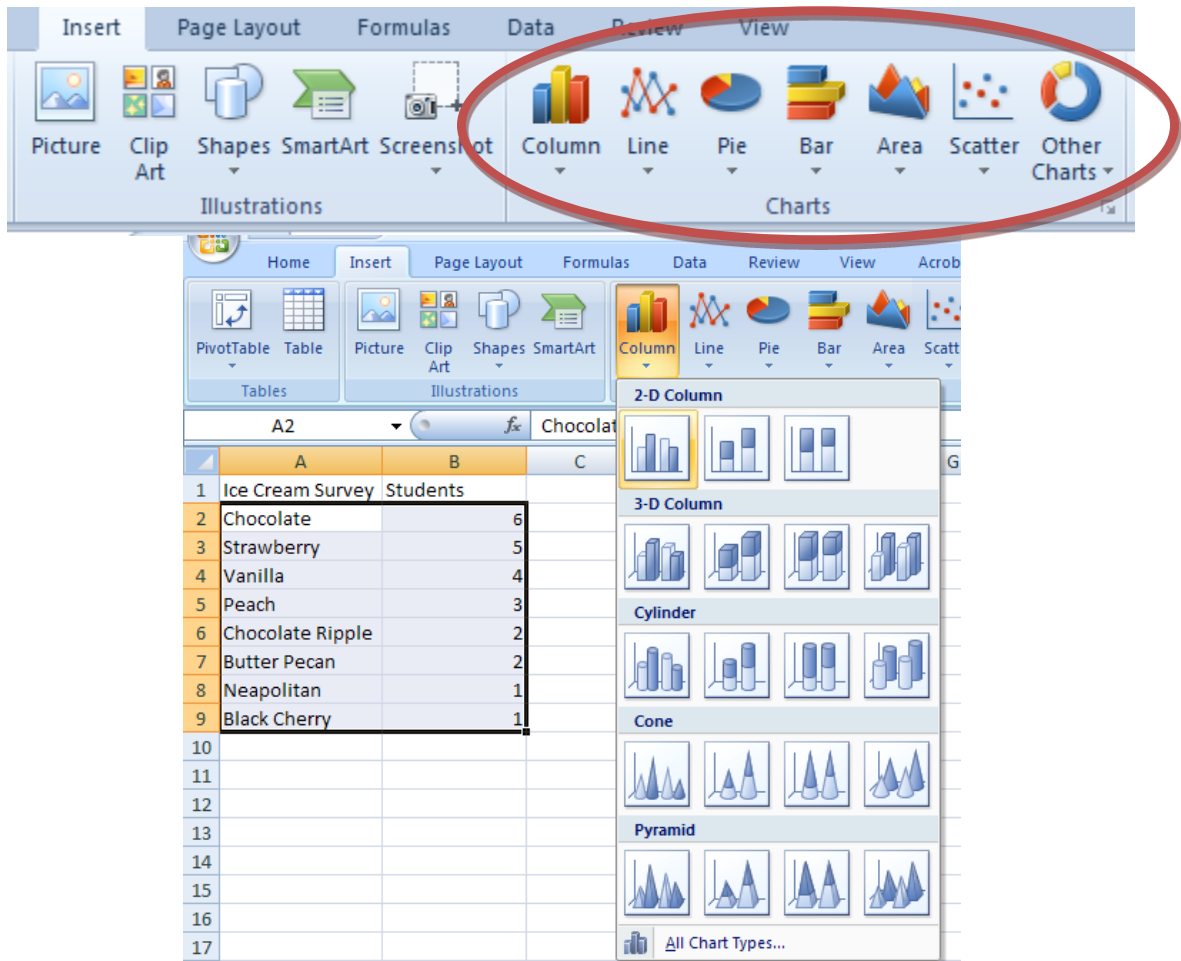 Insert Page Layout Formulas Data Review View
Picture Clip Art Shapes SmartArt Screenshot Column Line Pie Bar Area Scatter Other Charts
Illustrations Charts
Home Insert Page Layout Formulas Data Review View Acrob
PivotTable Table Picture Clip Art Shapes SmartArt Column Line Pie Bar Area Scatt
Tables Illustrations
2-D Column
A2 fx Chocolat
A B C G
1 Ice Cream Survey Students
2 Chocolate 6
3 Strawberry 5
4 Vanilla 4
5 Peach 3
6 Chocolate Ripple 2
7 Butter Pecan 2
8 Neapolitan 1
9 Black Cherry 1
10
11
12
13
14
15
16
17
3-D Column
Cylinder
Cone
Pyramid
All Chart Types...